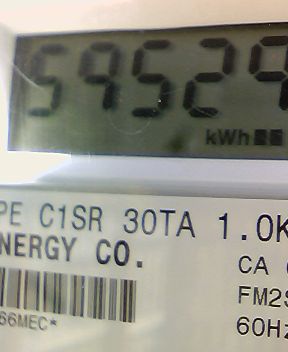 59529
kWh
PE C1SR 30TA 1.0K
NERGY CO.
CA
FM2S
66MEC*
60Hz